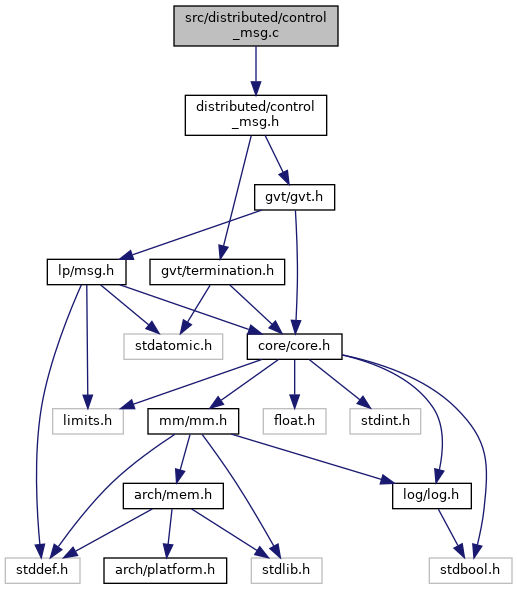 src/distributed/control
_msg.c
distributed/control
_msg.h
gvt/gvt.h
lp/msg.h
gvt/termination.h
stdatomic.h
core/core.h
limits.h
mm/mm.h
float.h
stdint.h
arch/mem.h
log/log.h
stddef.h
arch/platform.h
stdlib.h
stdbool.h